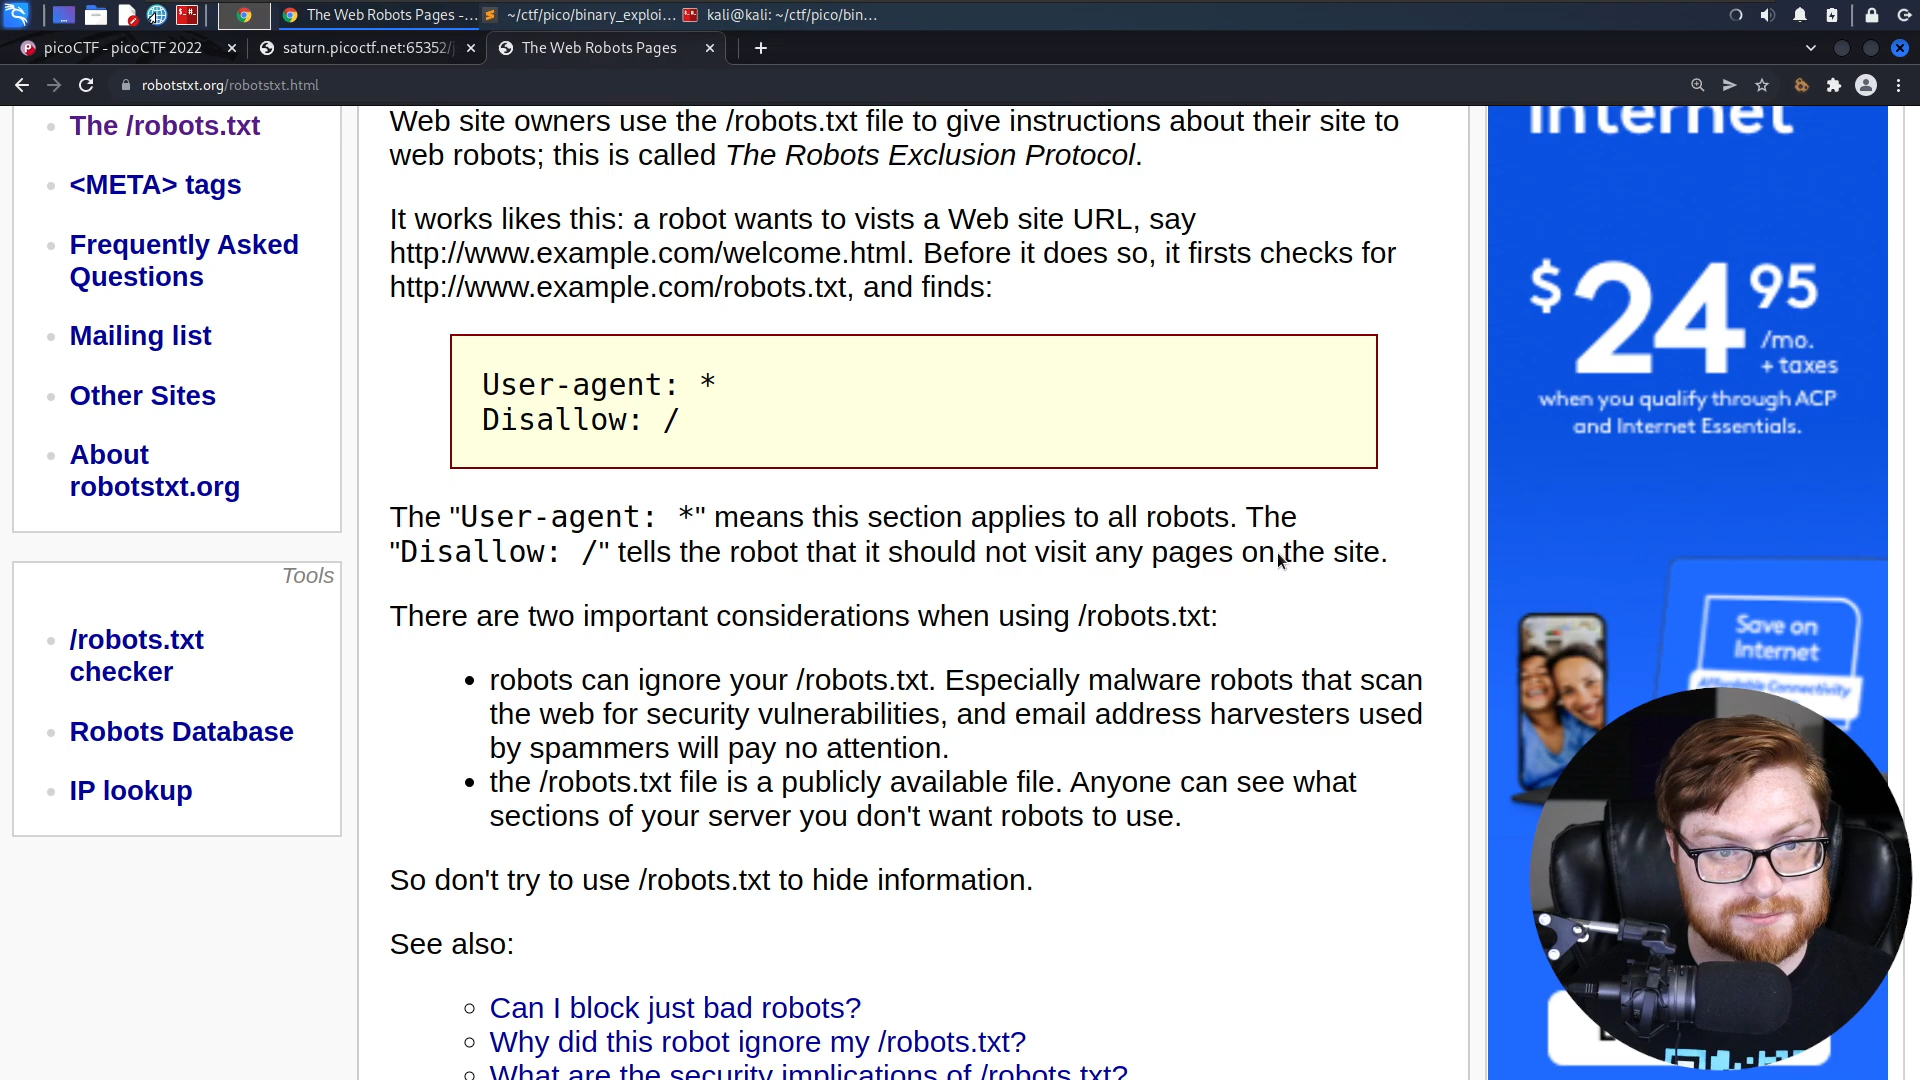 The Web Robots Pages -...
~/ctf/pico/binary_exploi...
kali@kali: ~/ctf/pico/bin...
picoCTF - picoCTF 2022
saturn.picoctf.net:65352/
The Web Robots Pages
robotstxt.org/robotstxt.html
The /robots.txt
<META> tags
Frequently Asked
Questions
Mailing list
Other Sites
About
robotstxt.org
Tools
/robots.txt
checker
Robots Database
IP lookup
Web site owners use the /robots.txt file to give instructions about their site to
web robots; this is called The Robots Exclusion Protocol.
It works likes this: a robot wants to vists a Web site URL, say
http://www.example.com/welcome.html. Before it does so, it firsts checks for
http://www.example.com/robots.txt, and finds:
User-agent: *
Disallow: /
The "User-agent: *" means this section applies to all robots. The
"Disallow: /" tells the robot that it should not visit any pages on the site.
There are two important considerations when using /robots.txt:
robots can ignore your /robots.txt. Especially malware robots that scan
the web for security vulnerabilities, and email address harvesters used
by spammers will pay no attention.
the /robots.txt file is a publicly available file. Anyone can see what
sections of your server you don't want robots to use.
So don't try to use /robots.txt to hide information.
See also:
Can I block just bad robots?
Why did this robot ignore my /robots.txt?
What are the security implications of /robots.txt?
Internet
$24.95
/mo.
+ taxes
when you qualify through ACP
and Internet Essentials.
Save on
Internet
Affordable Connectivity